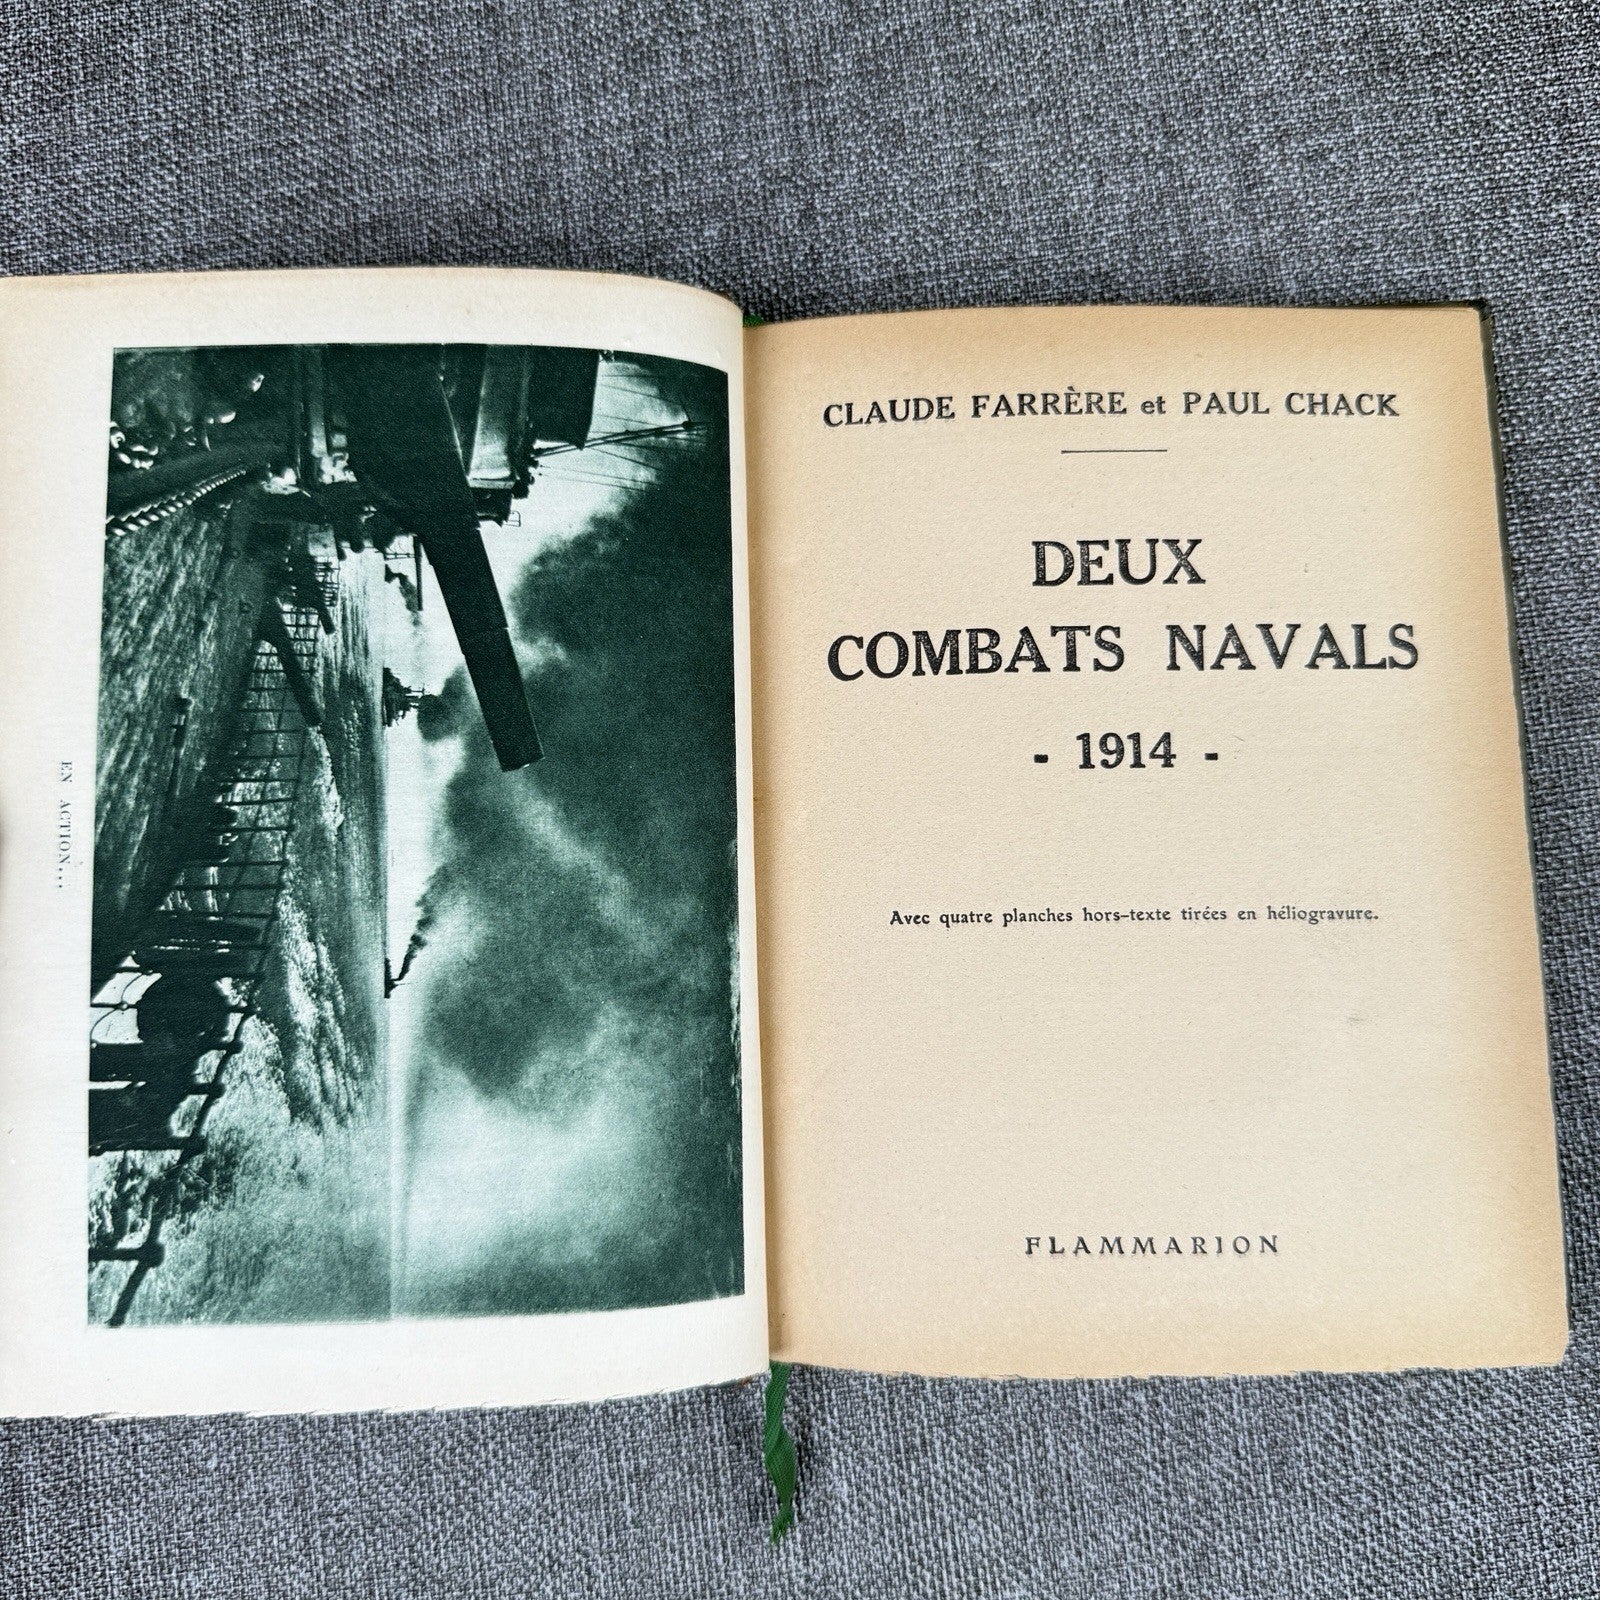 EN ACTION...
CLAUDE FARRÈRE et PAUL CHACK
DEUX
COMBATS NAVALS
- 1914 -
Avec quatre planches hors-texte tirées en héliogravure.
FLAMMARION